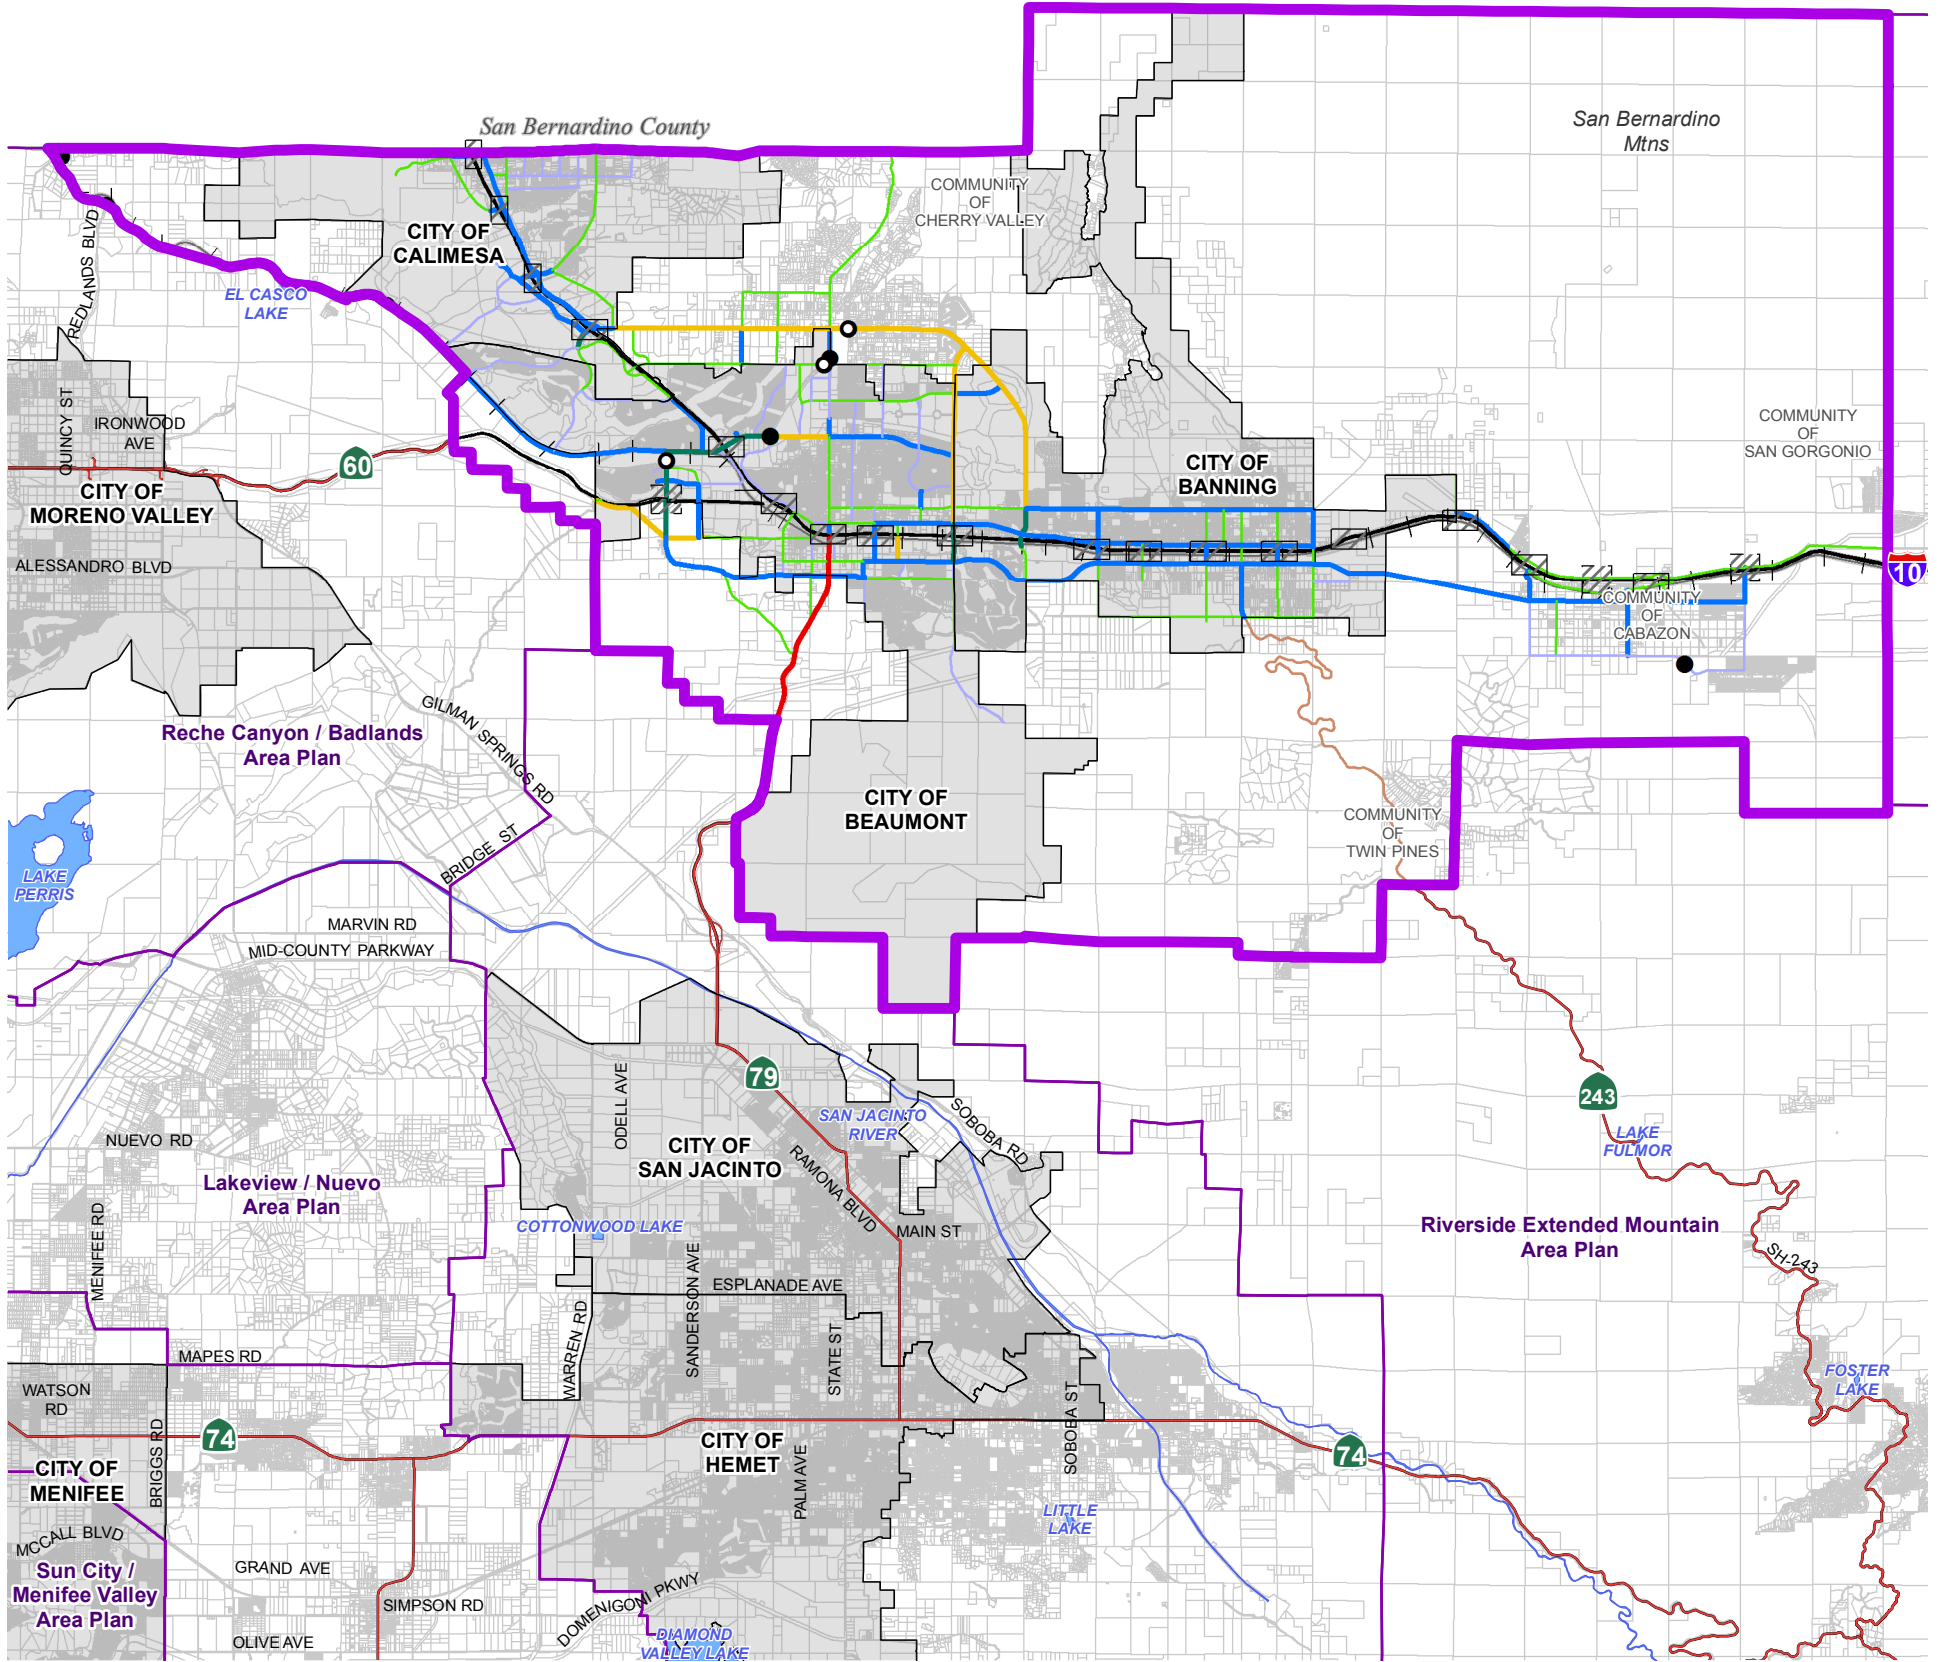 San Bernardino County
San Bernardino
Mtns
COMMUNITY
OF
CHERRY VALLEY
CITY OF
CALIMESA
REDLANDS BLVD
EL CASCO
LAKE
QUINCY ST
IRONWOOD
AVE
60
CITY OF
MORENO VALLEY
ALESSANDRO BLVD
CITY OF
BANNING
COMMUNITY
OF
SAN GORGONIO
10
COMMUNITY
OF
CABAZON
GILMAN SPRINGS RD
Reche Canyon / Badlands
Area Plan
CITY OF
BEAUMONT
COMMUNITY
OF
TWIN PINES
BRIDGE ST
LAKE
PERRIS
MARVIN RD
MID-COUNTY PARKWAY
79
ODELL AVE
SAN JACINTO
RIVER
SOBOBA RD
243
LAKE
FULMOR
NUEVO RD
CITY OF
SAN JACINTO
RAMONA BLVD
Lakeview / Nuevo
Area Plan
MENIFEE RD
COTTONWOOD LAKE
MAIN ST
Riverside Extended Mountain
Area Plan
SH-243
SANDERSON AVE
ESPLANADE AVE
WARREN RD
STATE ST
MAPES RD
WATSON
RD
SOBOBA ST
FOSTER
LAKE
BRIGGS RD
74
CITY OF
HEMET
PALM AVE
74
CITY OF
MENIFEE
LITTLE
LAKE
MCCALL BLVD
Sun City /
Menifee Valley
Area Plan
GRAND AVE
SIMPSON RD
DOMENIGONI PKWY
OLIVE AVE
DIAMOND
VALLEY LAKE